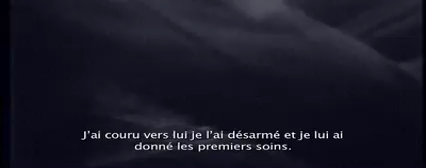 J'ai couru vers lui je l'ai désarmé et je lui ai
donné les premiers soins.